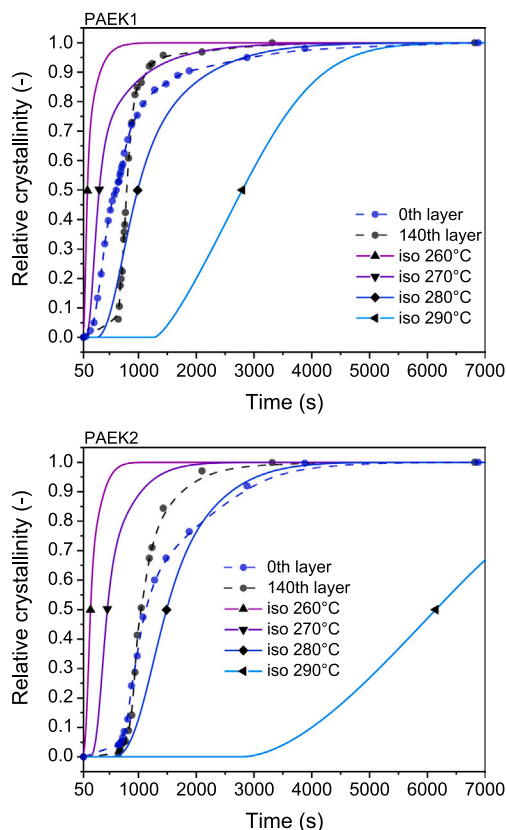 PAEK1
Relative crystallinity (-)
1.0
0.9
0.8
0.7
0.6
0.5
0.4
0.3
0.2
0.1
0.0
0th layer
140th layer
iso 260°C
iso 270°C
iso 280°C
iso 290°C
50 1000 2000 3000 4000 5000 6000 7000
Time (s)
PAEK2
Relative crystallinity (-)
1.0
0.9
0.8
0.7
0.6
0.5
0.4
0.3
0.2
0.1
0.0
0th layer
140th layer
iso 260°C
iso 270°C
iso 280°C
iso 290°C
50 1000 2000 3000 4000 5000 6000 7000
Time (s)